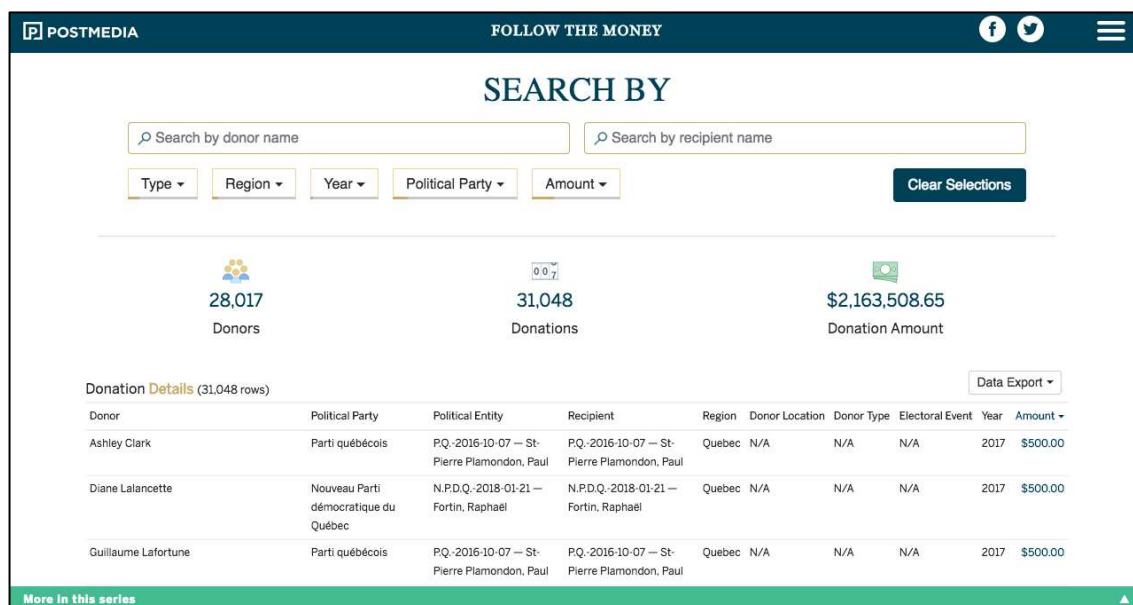 P POSTMEDIA FOLLOW THE MONEY f
SEARCH BY
Search by donor name Search by recipient name
Type Region Year Political Party Amount Clear Selections
0 0 7
28,017 31,048 $2,163,508.65
Donors Donations Donation Amount
Donation Details (31,048 rows) Data Export
Donor Political Party Political Entity Recipient Region Donor Location Donor Type Electoral Event Year Amount
Ashley Clark Parti québécois P.Q.-2016-10-07 — St- P.Q.-2016-10-07 — St- Quebec N/A N/A N/A 2017 $500.00
Pierre Plamondon, Paul Pierre Plamondon, Paul
Diane Lalancette Nouveau Parti N.P.D.Q.-2018-01-21 — N.P.D.Q.-2018-01-21 — Quebec N/A N/A N/A 2017 $500.00
démocratique du Fortin, Raphaël Fortin, Raphaël
Québec
Guillaume Lafortune Parti québécois P.Q.-2016-10-07 — St- P.Q.-2016-10-07 — St- Quebec N/A N/A N/A 2017 $500.00
Pierre Plamondon, Paul Pierre Plamondon, Paul
More in this series